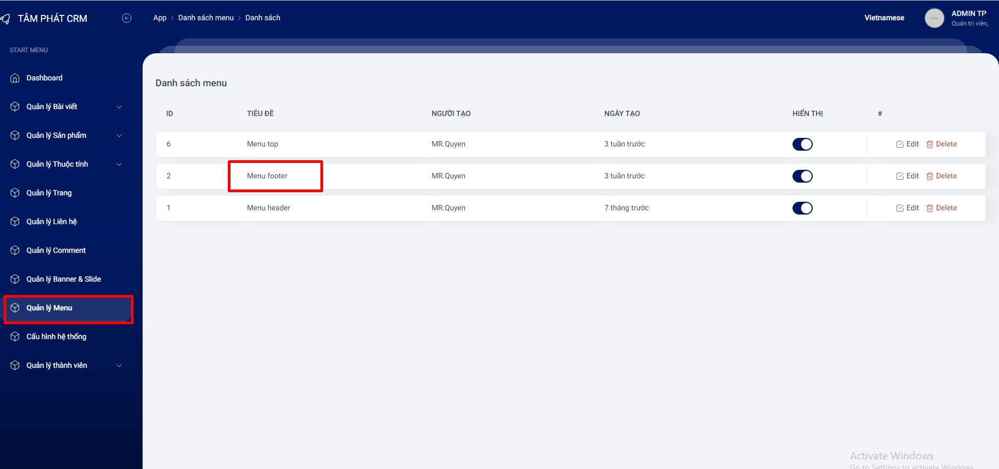 TÂM PHÁT CRM
App > Danh sách menu > Danh sách
Vietnamese
ADMIN TP
Quản trị viên,
START MENU
Dashboard
Quản lý Bài viết
Quản lý Sản phẩm
Quản lý Thuộc tính
Quản lý Trang
Quản lý Liên hệ
Quản lý Comment
Quản lý Banner & Slide
Quản lý Menu
Cấu hình hệ thống
Quản lý thành viên
Danh sách menu
ID TIÊU ĐỀ NGƯỜI TẠO NGÀY TẠO HIỂN THỊ #
6 Menu top MR.Quyen 3 tuần trước Edit Delete
2 Menu footer MR.Quyen 3 tuần trước Edit Delete
1 Menu header MR.Quyen 7 tháng trước Edit Delete
Activate Windows
Go to Settings to activate Windows.